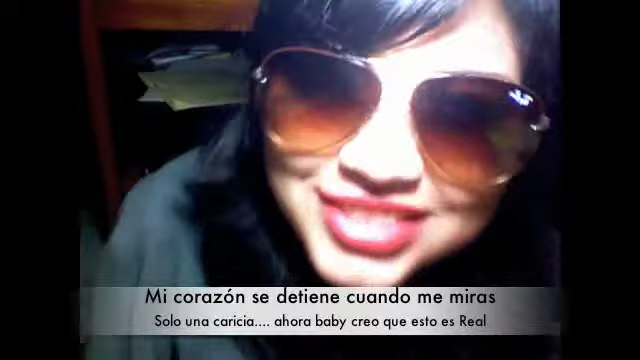 Mi corazón se detiene cuando me miras
Solo una caricia.... ahora baby creo que esto es Real